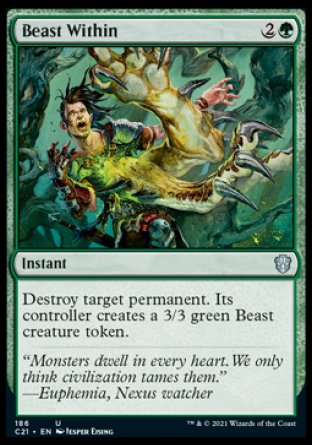 Beast Within 2
Instant
Destroy target permanent. Its
controller creates a 3/3 green Beast
creature token.
“Monsters dwell in every heart. We only
think civilization tames them.”
—Euphemia, Nexus watcher
186 U
C21 • EN Jesper Ejsing ™ & © 2021 Wizards of the Coast